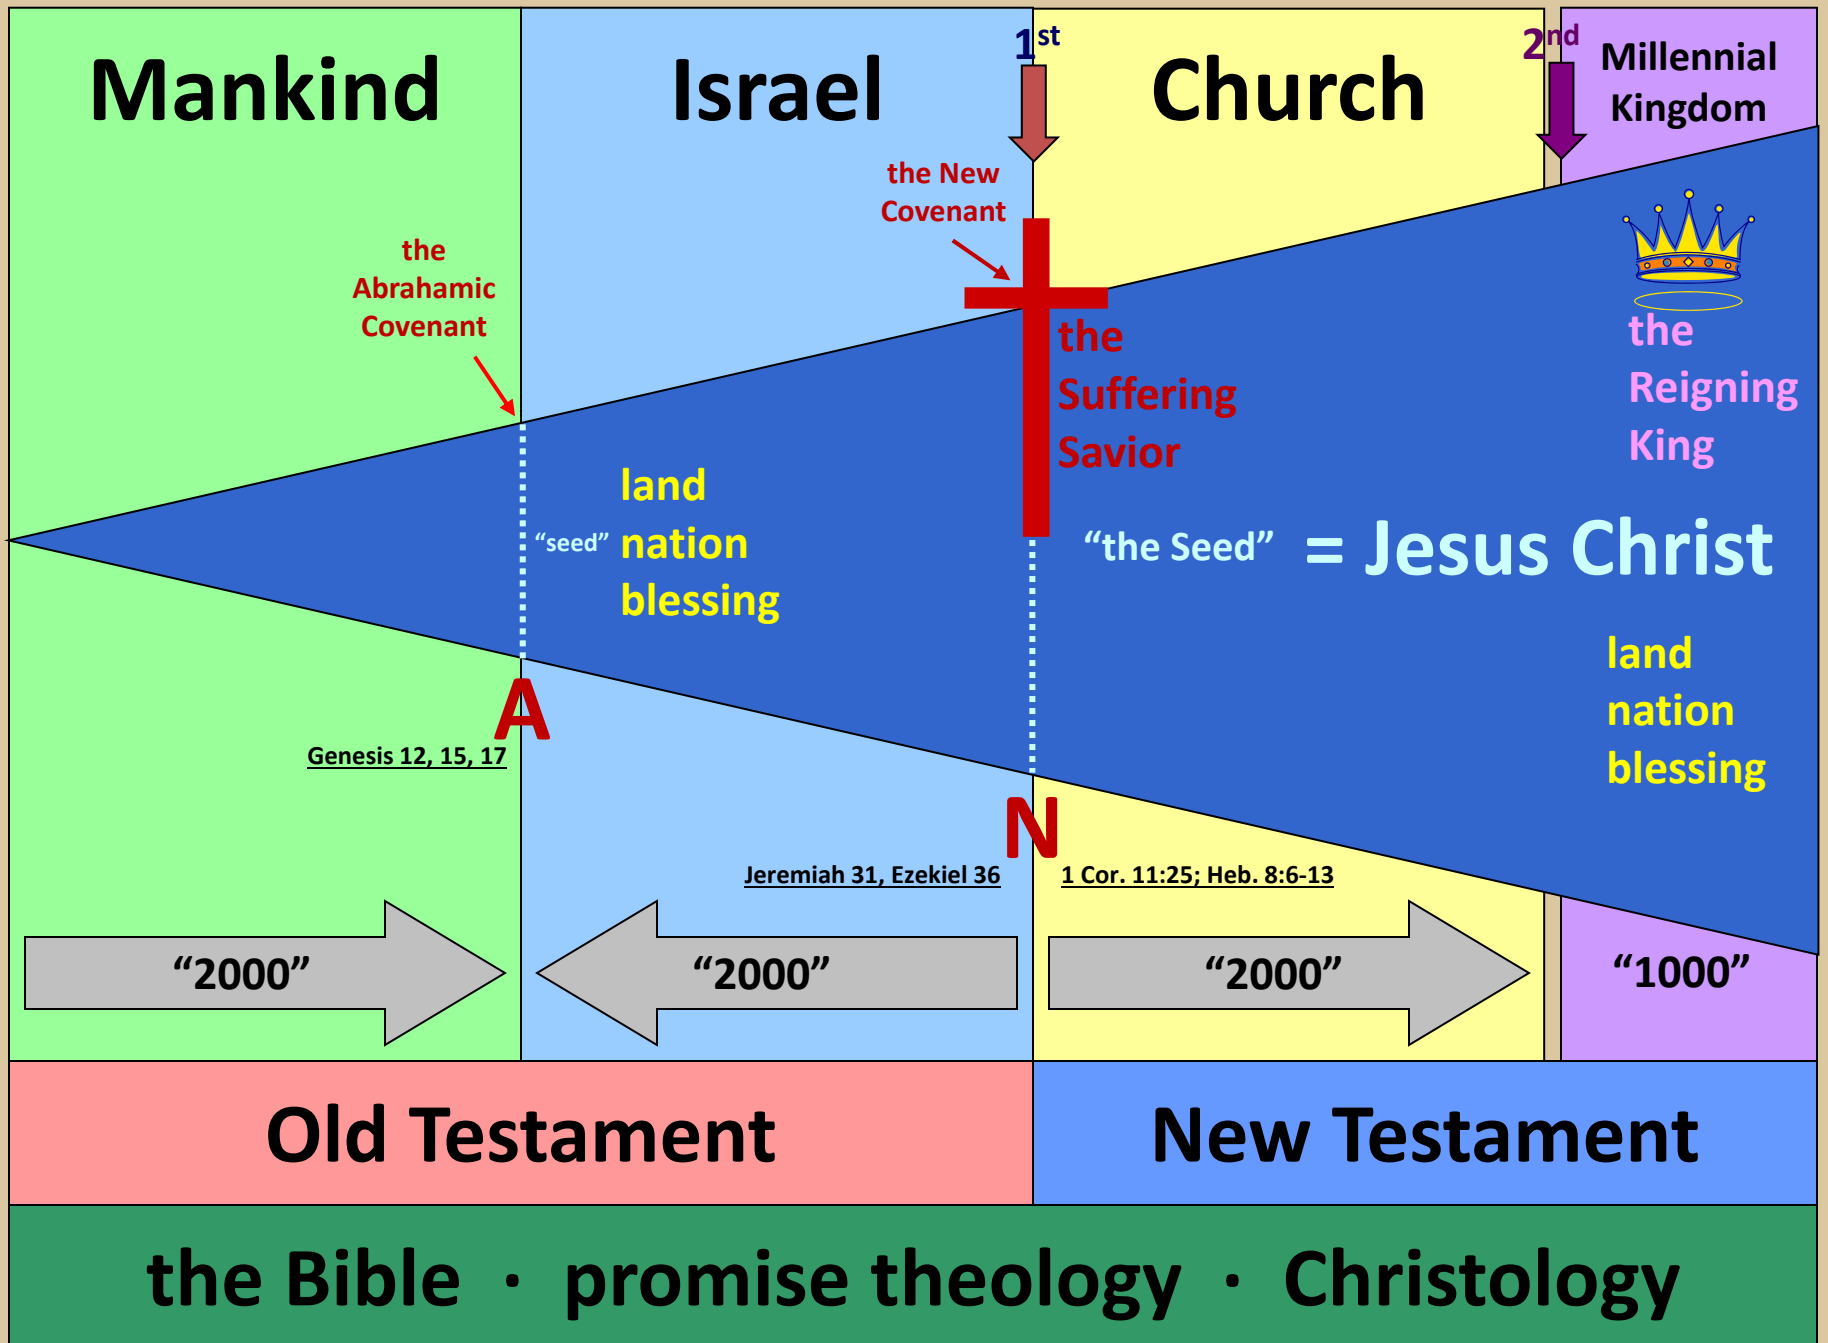 Mankind
Israel
1st
Church
2nd
Millennial
Kingdom
the New
Covenant
the
Abrahamic
Covenant
the
Suffering
Savior
the
Reigning
King
“seed”
land
nation
blessing
“the Seed” = Jesus Christ
land
nation
blessing
A
Genesis 12, 15, 17
N
Jeremiah 31, Ezekiel 36
1 Cor. 11:25; Heb. 8:6-13
“2000”
“2000”
“2000”
“1000”
Old Testament
New Testament
the Bible · promise theology · Christology